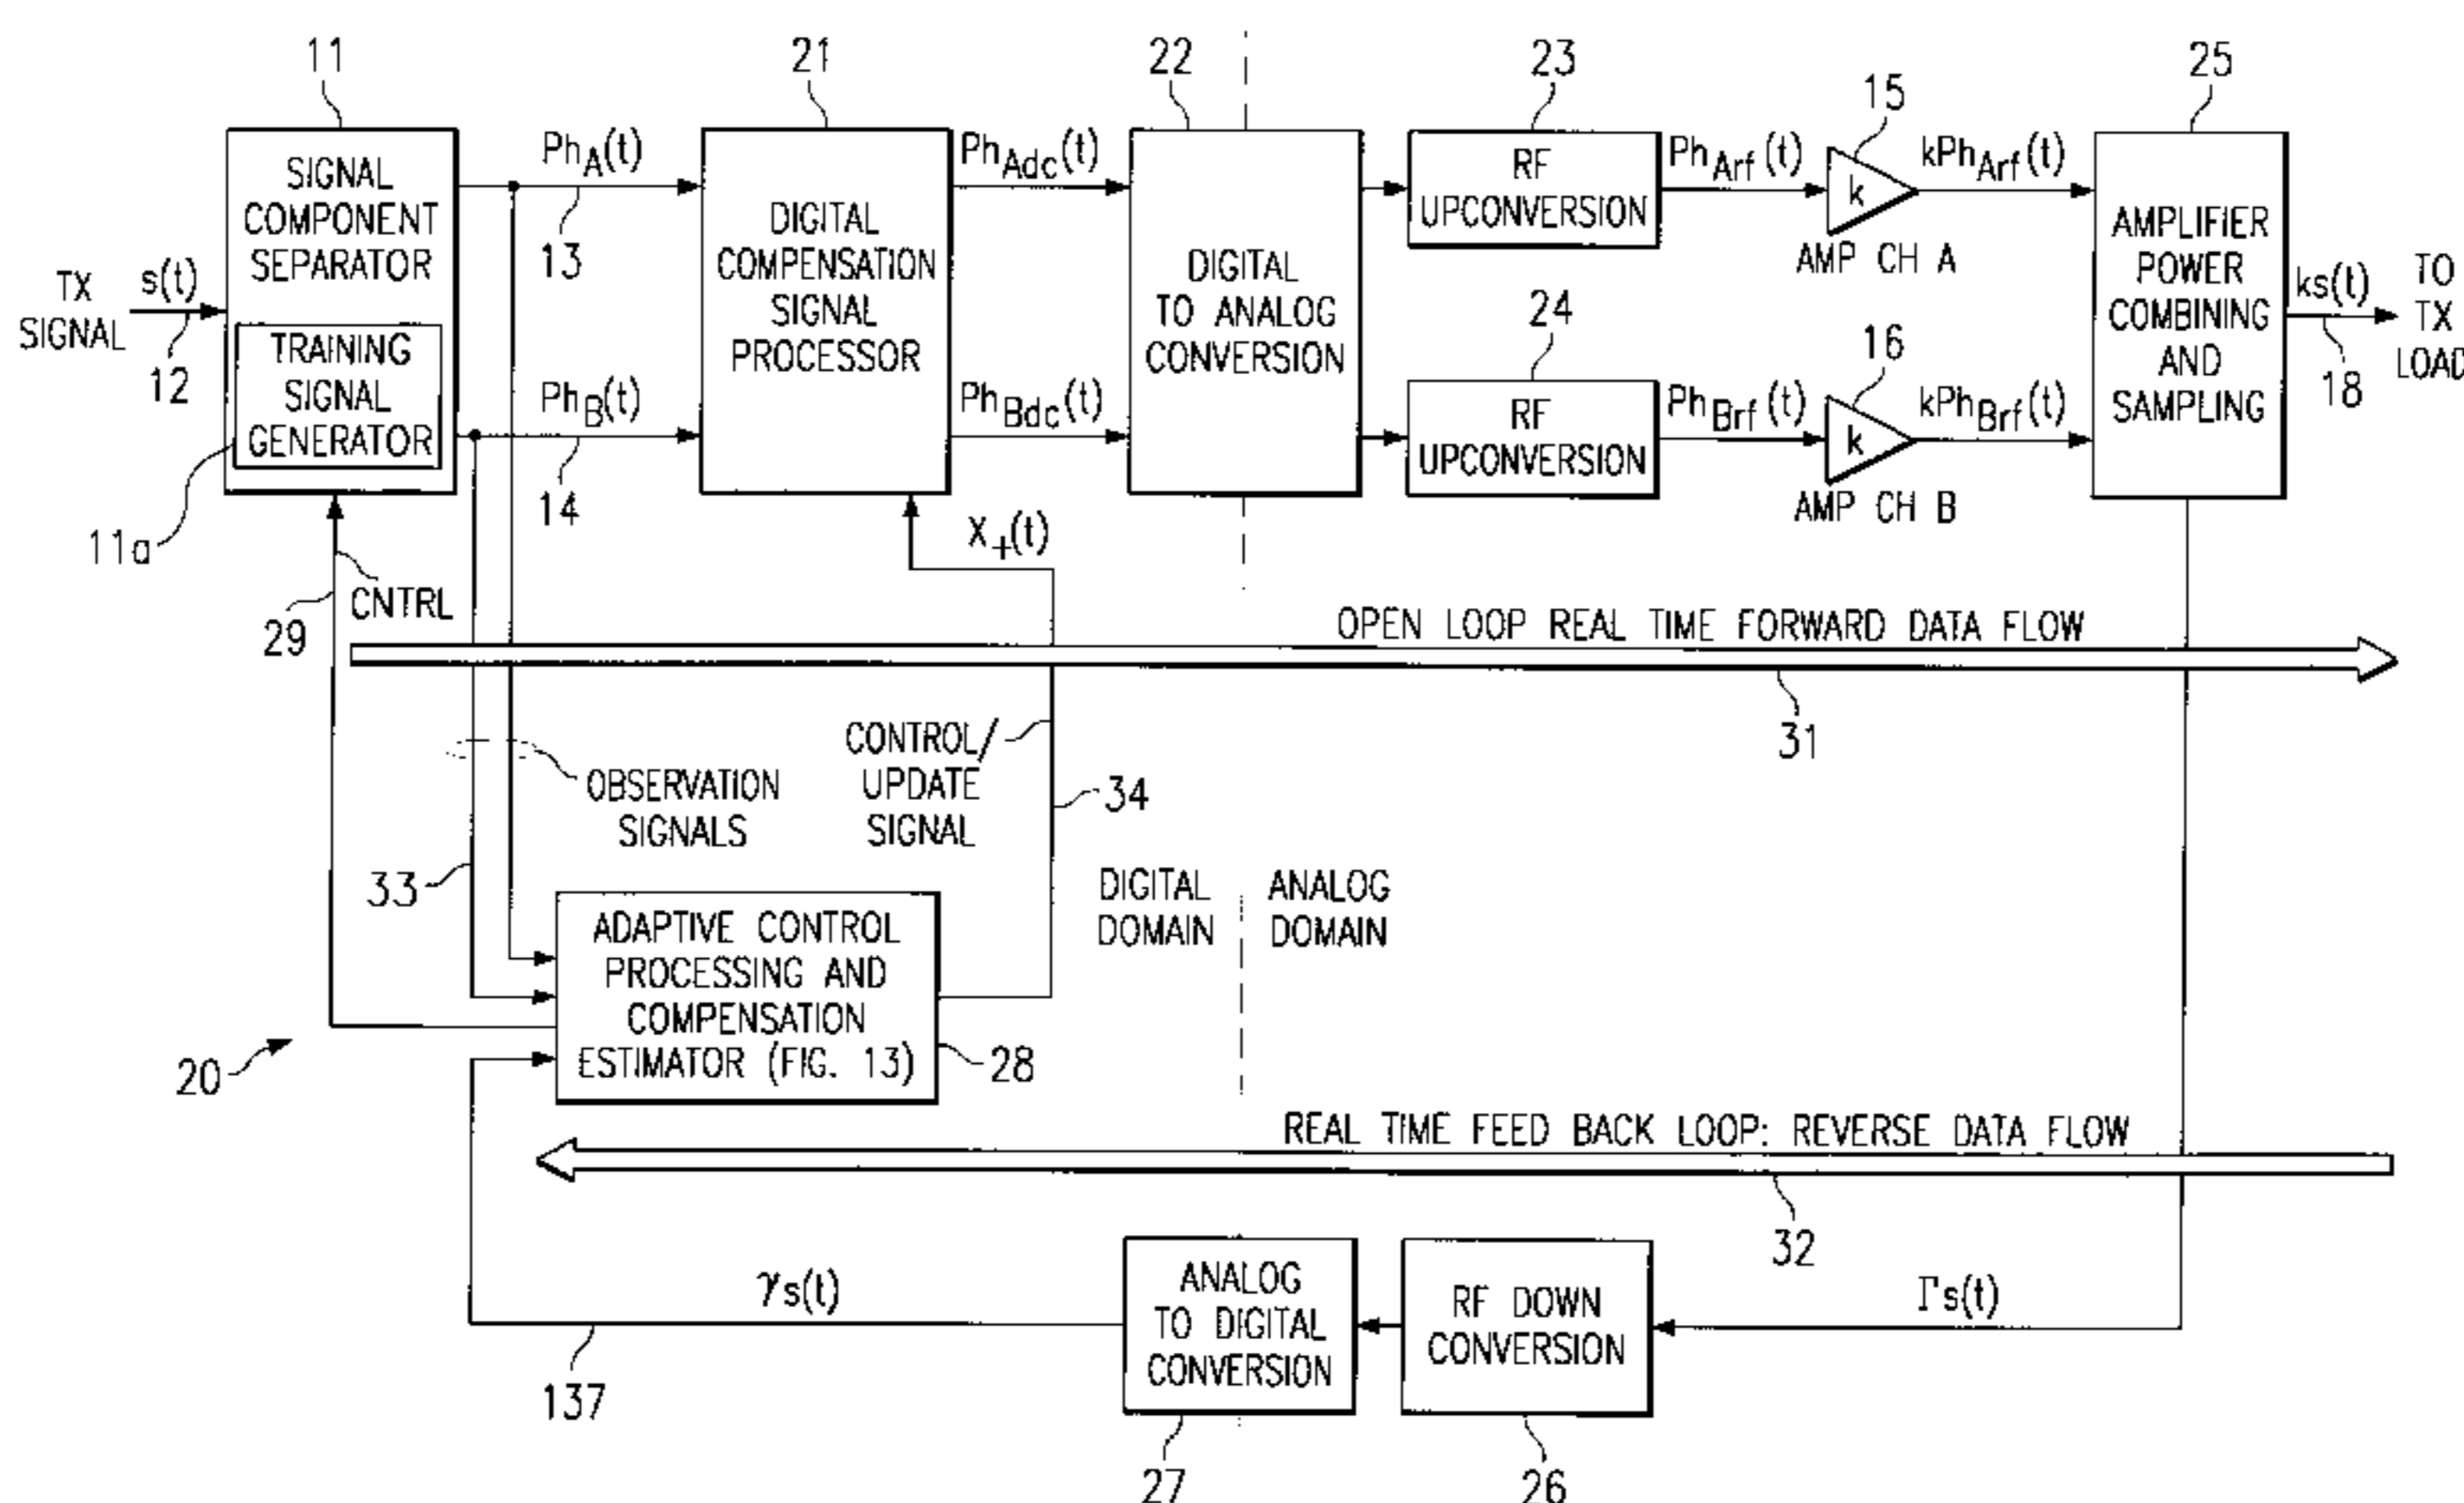 11
21
22
23
15
25
SIGNAL
COMPONENT
SEPARATOR
TRAINING
SIGNAL
GENERATOR
11a
TX
SIGNAL
s(t)
12
PhA(t)
13
PhB(t)
14
DIGITAL
COMPENSATION
SIGNAL
PROCESSOR
PhAdc(t)
PhBdc(t)
DIGITAL
TO ANALOG
CONVERSION
RF
UPCONVERSION
24
RF
UPCONVERSION
PhArf(t)
k
kPhArf(t)
AMP CH A
16
PhBrf(t)
k
kPhBrf(t)
AMP CH B
AMPLIFIER
POWER
COMBINING
AND
SAMPLING
ks(t)
18
TO
TX
LOAD
X+(t)
CNTRL
29
OPEN LOOP REAL TIME FORWARD DATA FLOW
31
OBSERVATION
SIGNALS
CONTROL/
UPDATE
SIGNAL
34
33
DIGITAL
DOMAIN
ANALOG
DOMAIN
ADAPTIVE CONTROL
PROCESSING AND
COMPENSATION
ESTIMATOR (FIG. 13)
28
20
REAL TIME FEED BACK LOOP: REVERSE DATA FLOW
32
γs(t)
137
ANALOG
TO DIGITAL
CONVERSION
27
RF DOWN
CONVERSION
26
Γs(t)